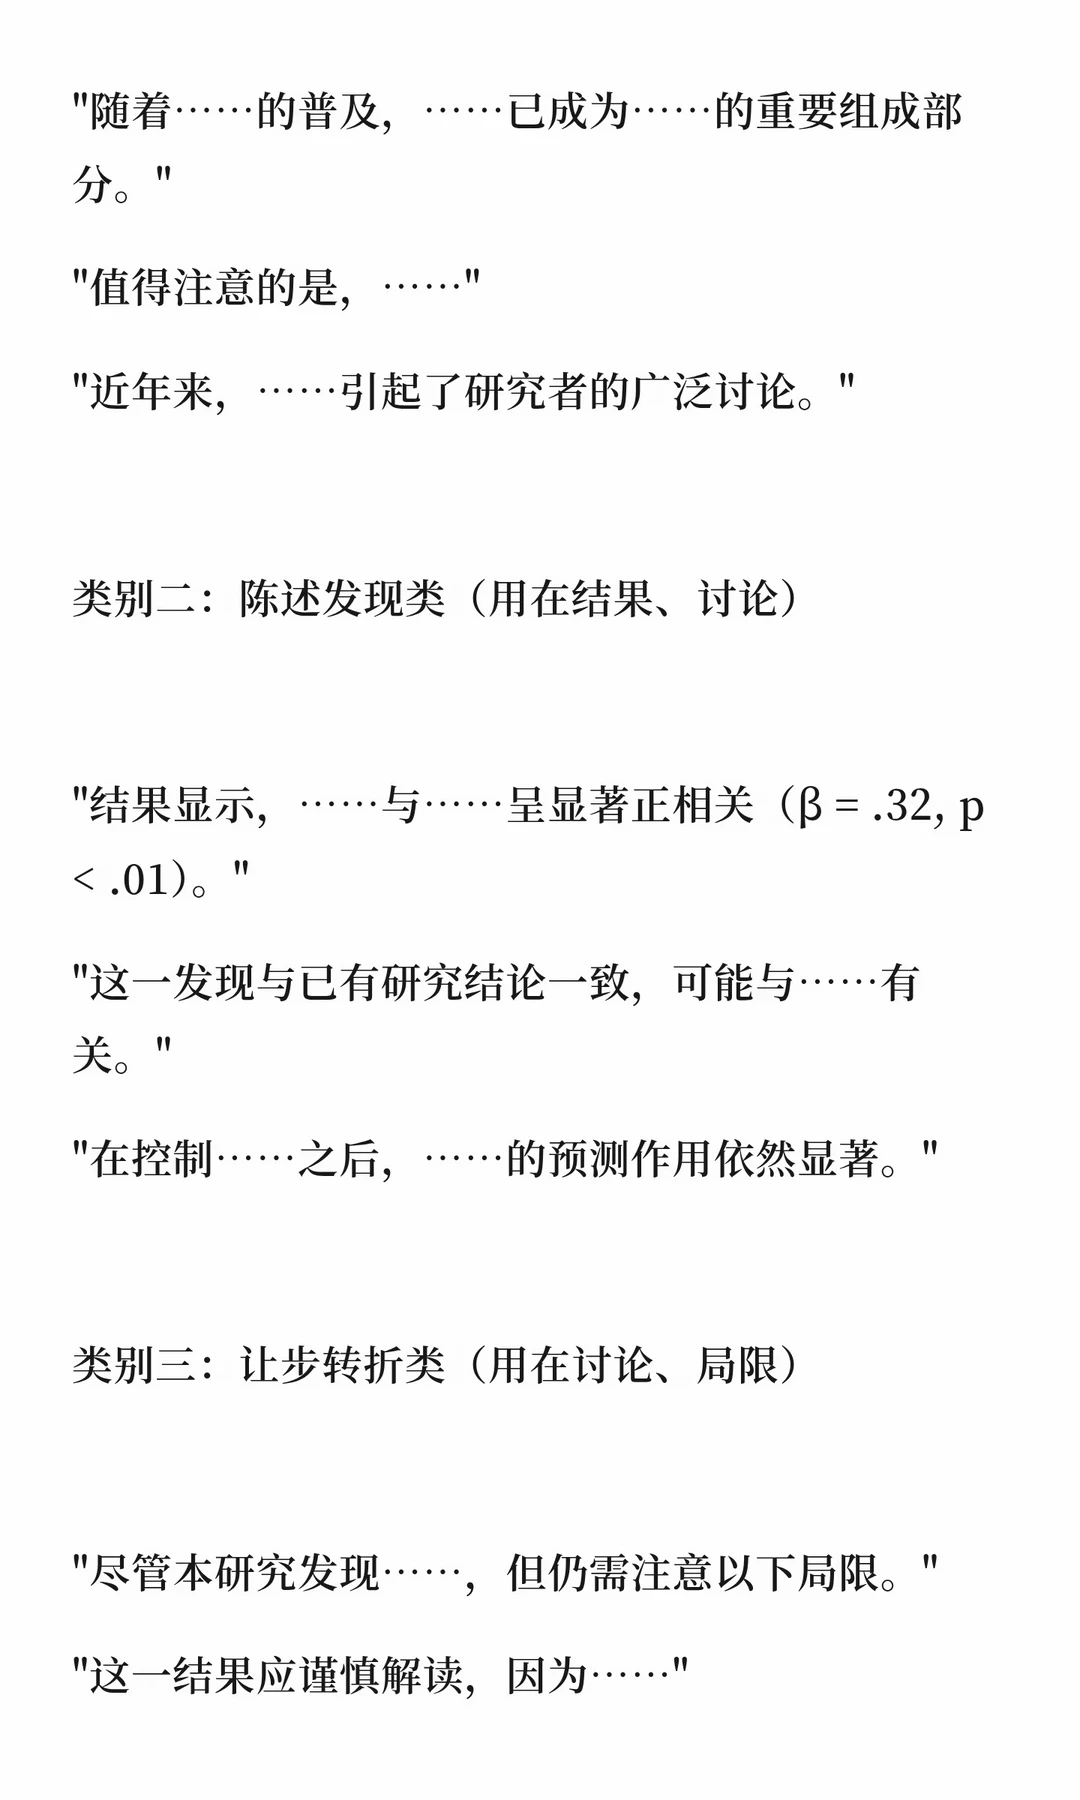 "随着……的普及，……已成为……的重要组成部
分。"
"值得注意的是，……"
"近年来，……引起了研究者的广泛讨论。"
类别二：陈述发现类（用在结果、讨论）
"结果显示，……与……呈显著正相关（β = .32, p
< .01）。"
"这一发现与已有研究结论一致，可能与……有
关。"
"在控制……之后，……的预测作用依然显著。"
类别三：让步转折类（用在讨论、局限）
"尽管本研究发现……，但仍需注意以下局限。"
"这一结果应谨慎解读，因为……"